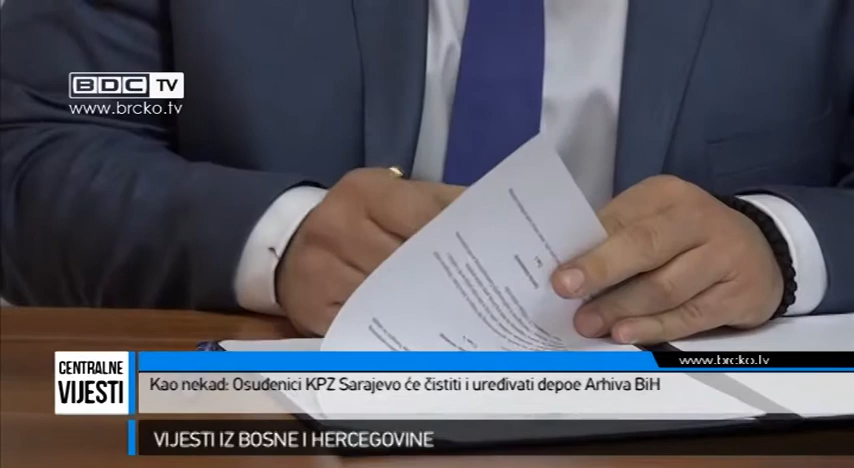 BDC TV
www.brcko.tv
www.brcko.tv
CENTRALNE
VIJESTI
Kao nekad: Osuđenici KPZ Sarajevo će čistiti i uređivati depoe Arhiva BiH
VIJESTI IZ BOSNE I HERCEGOVINE